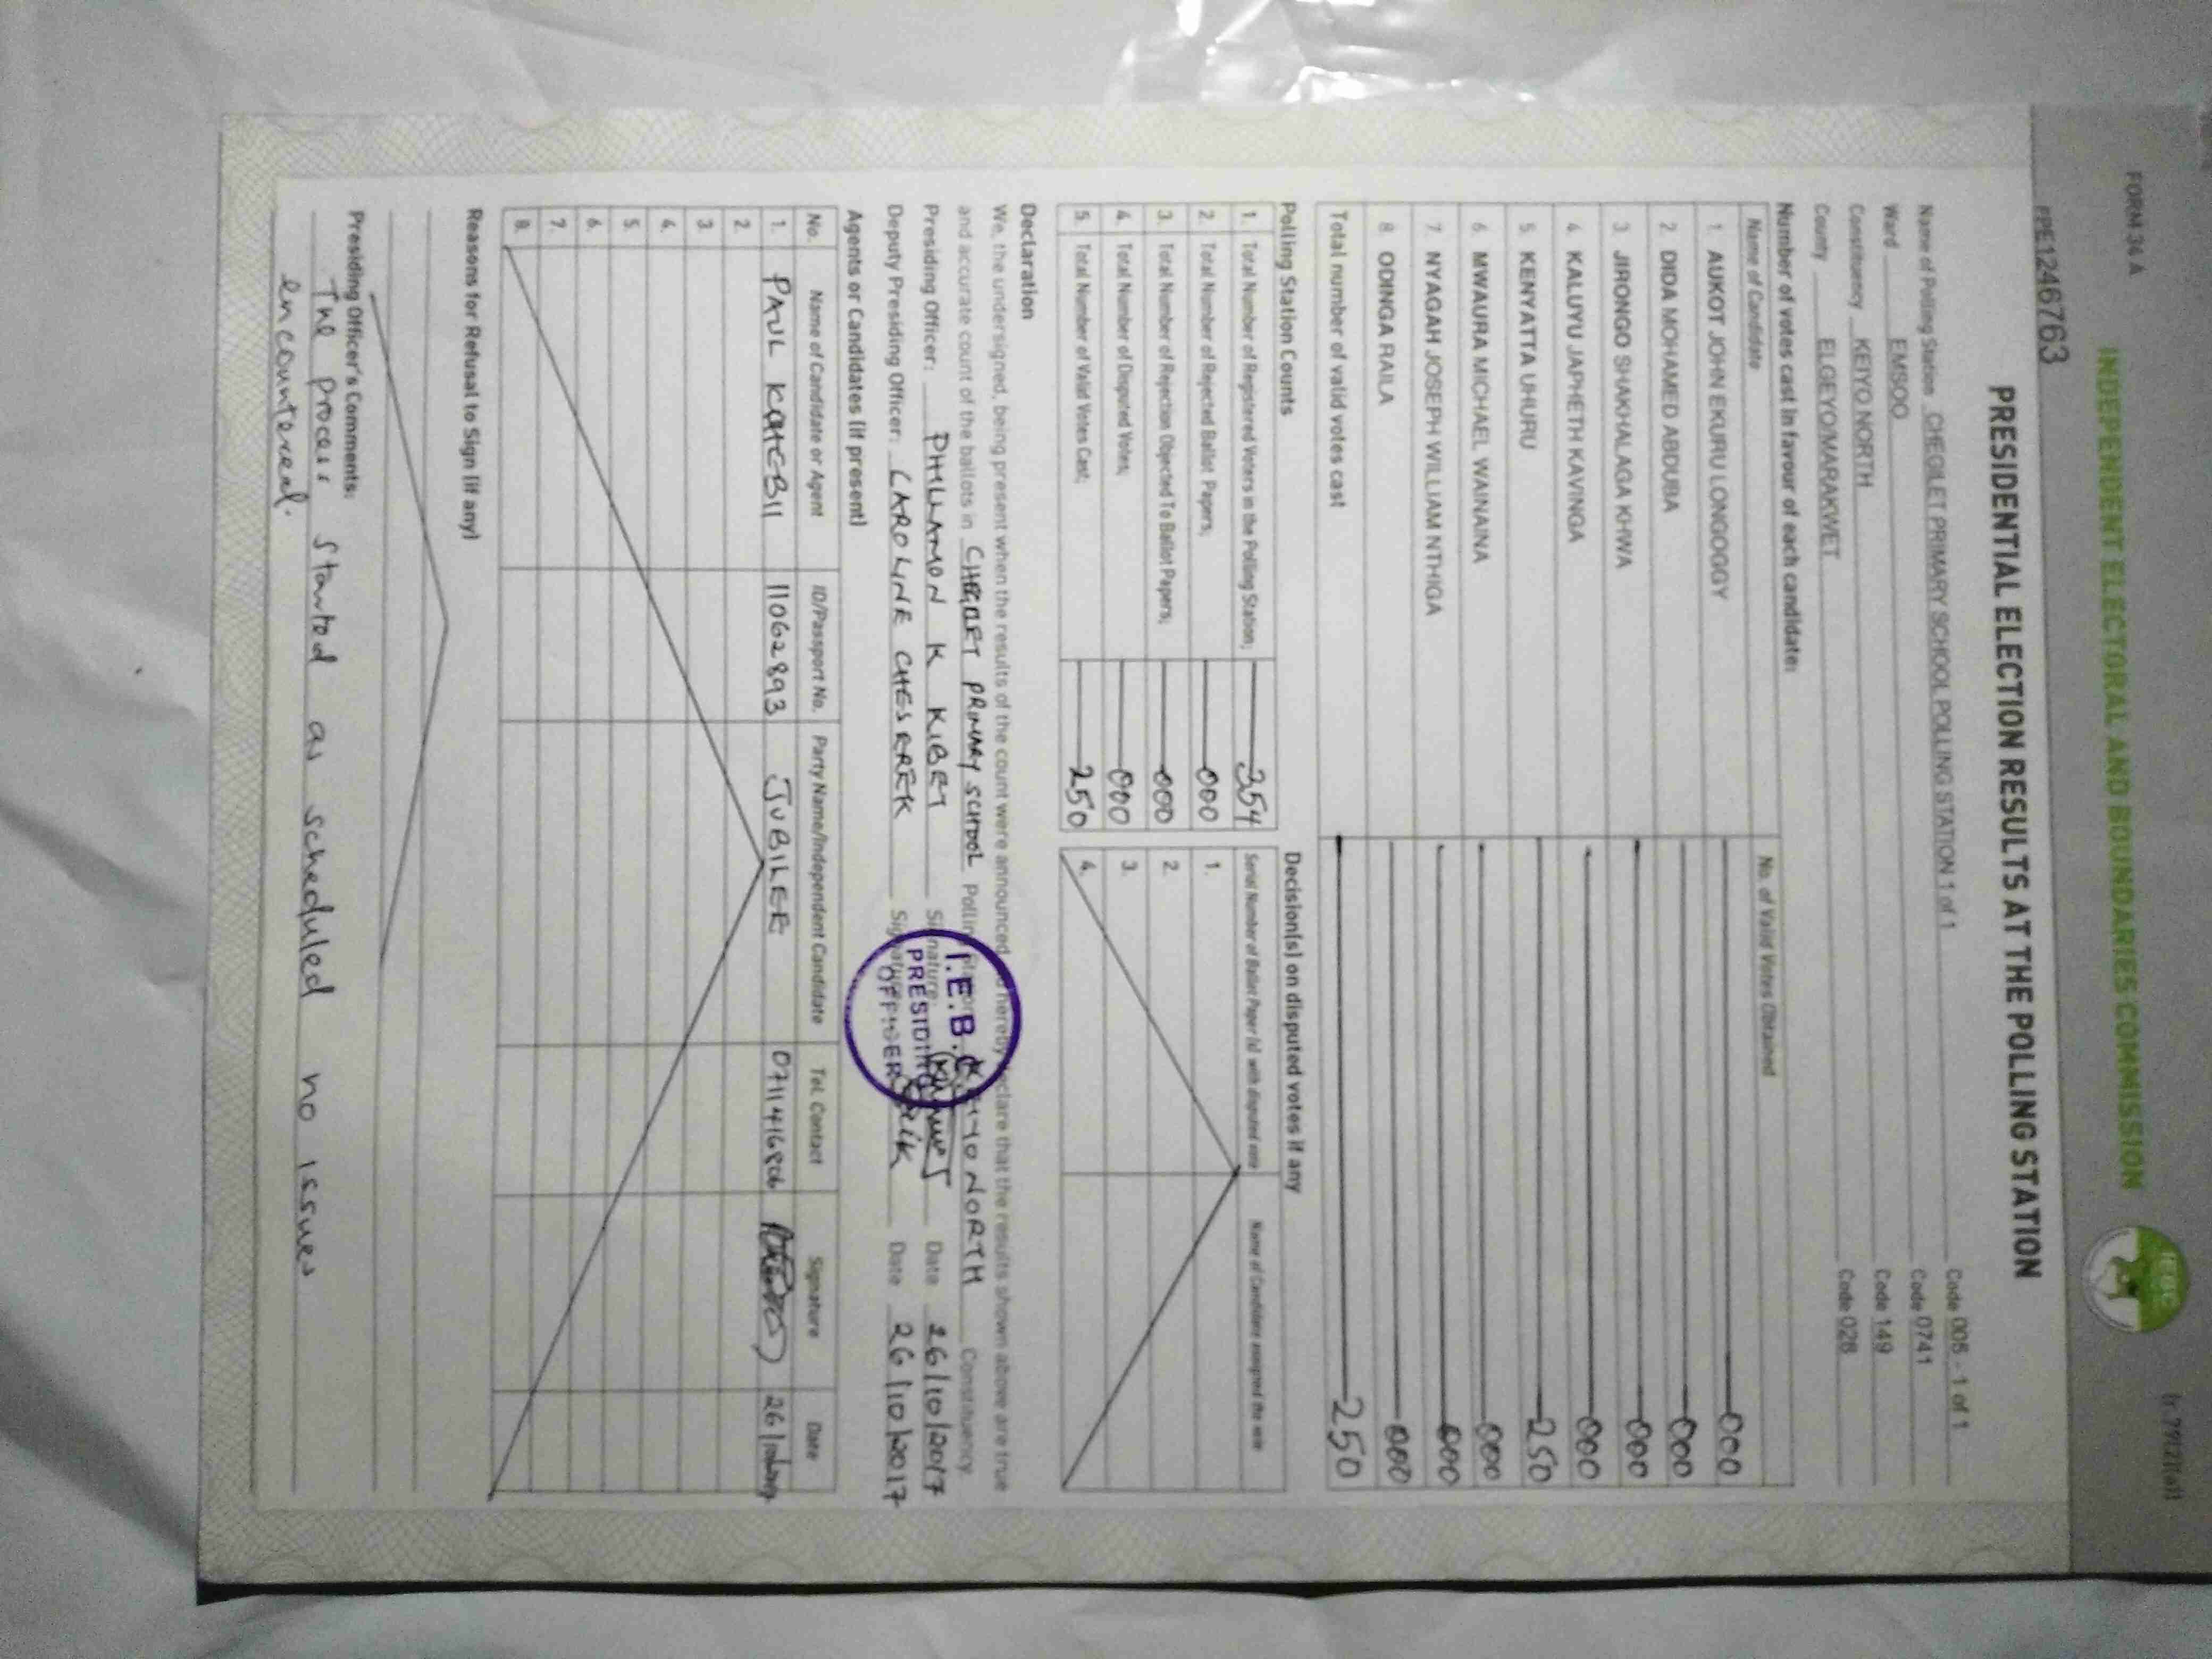 FORM 34 A
INDEPENDENT ELECTORAL AND BOUNDARIES COMMISSION
IEBC
PPE1246763
PRESIDENTIAL ELECTION RESULTS AT THE POLLING STATION
Name of Polling Station CHEGILET PRIMARY SCHOOL POLLING STATION 1 of 1 Code 005 - 1 of 1
Ward EMSOO Code 0741
Constituency KEIYO NORTH Code 149
County ELGEYO/MARAKWET Code 028
Number of votes cast in favour of each candidate:
Name of Candidate No. of Valid Votes Obtained
1. AUKOT JOHN EKURU LONGOGGY 000
2. DIDA MOHAMED ABDUBA 000
3. JIRONGO SHAKHALAGA KHWA 000
4. KALUYU JAPHETH KAVINGA 000
5. KENYATTA UHURU 250
6. MWAURA MICHAEL WAINAINA 000
7. NYAGAH JOSEPH WILLIAM NTHIGA 000
8. ODINGA RAILA 000
Total number of valid votes cast 250
Polling Station Counts
1. Total Number of Registered Voters in the Polling Station; 354
2. Total Number of Rejected Ballot Papers; 000
3. Total Number of Rejection Objected To Ballot Papers; 000
4. Total Number of Disputed Votes; 000
5. Total Number of Valid Votes Cast; 250
Decision(s) on disputed votes if any
Serial Number of Ballot Paper (s) with disputed vote Name of Candidate assigned the vote
1.
2.
3.
4.
Declaration
We, the undersigned, being present when the results of the count were announced do hereby declare that the results shown above are true
and accurate count of the ballots in PRIMARY SCHOOL Polling NORTH Constituency
Presiding Officer: PHILLAMON K KIBET Signature Date 26/10/2017
Deputy Presiding Officer: CAROLINE CHESEREK Signature Date 26/10/2017
I.E.B.C
PRESIDING
OFFICER
Agents or Candidates (if present)
No. Name of Candidate or Agent ID/Passport No. Party Name/Independent Candidate Tel. Contact Signature Date
1. PAUL 11062893 JUBILEE
2.
3.
4.
5.
6.
7.
8.
Reasons for Refusal to Sign (if any)
Presiding Officer's Comments:
The process started as scheduled no issues
encountered.